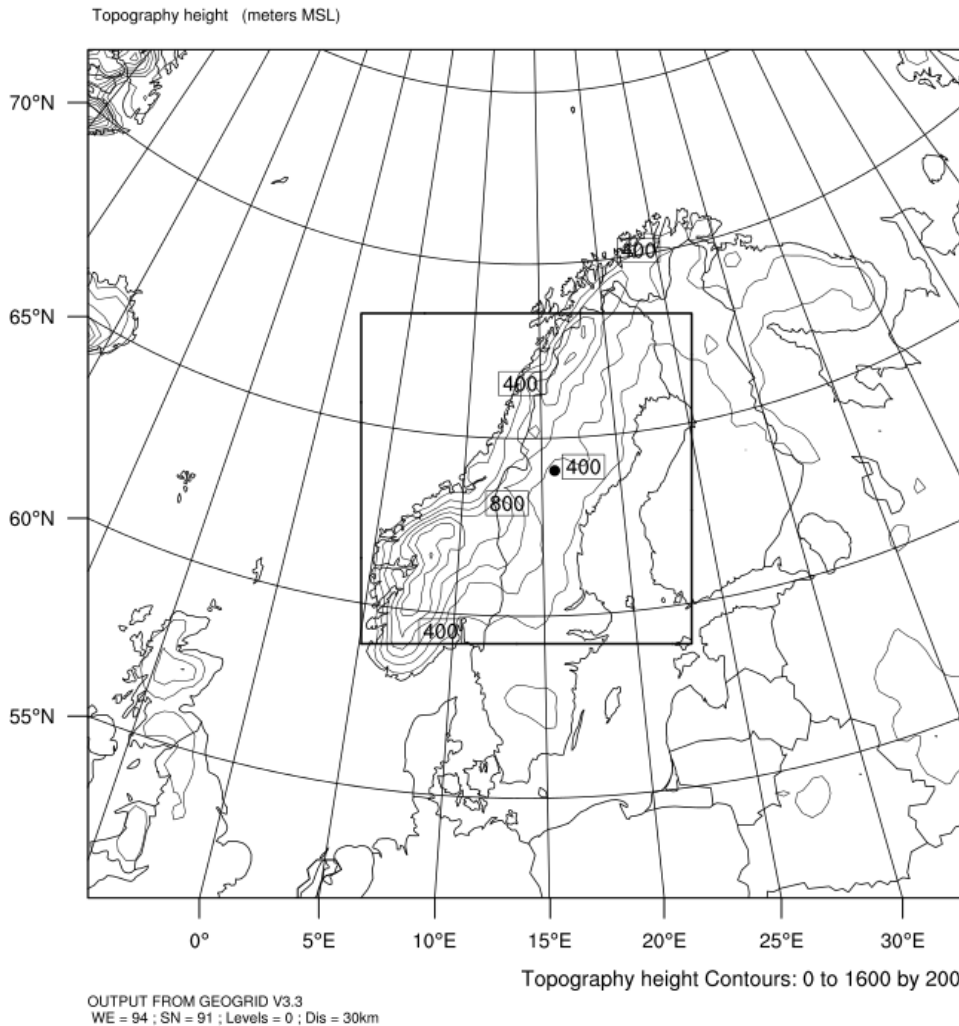 Topography height (meters MSL)
70°N
65°N
60°N
55°N
400
400
400
800
400
0°
5°E
10°E
15°E
20°E
25°E
30°E
Topography height Contours: 0 to 1600 by 200
OUTPUT FROM GEOGRID V3.3
WE = 94 ; SN = 91 ; Levels = 0 ; Dis = 30km